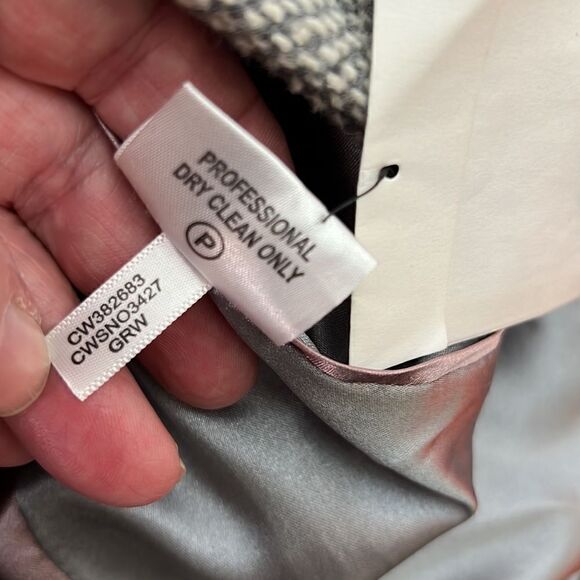 PROFESSIONAL
DRY CLEAN ONLY
P
CW382683
CWSNO3427
GRW